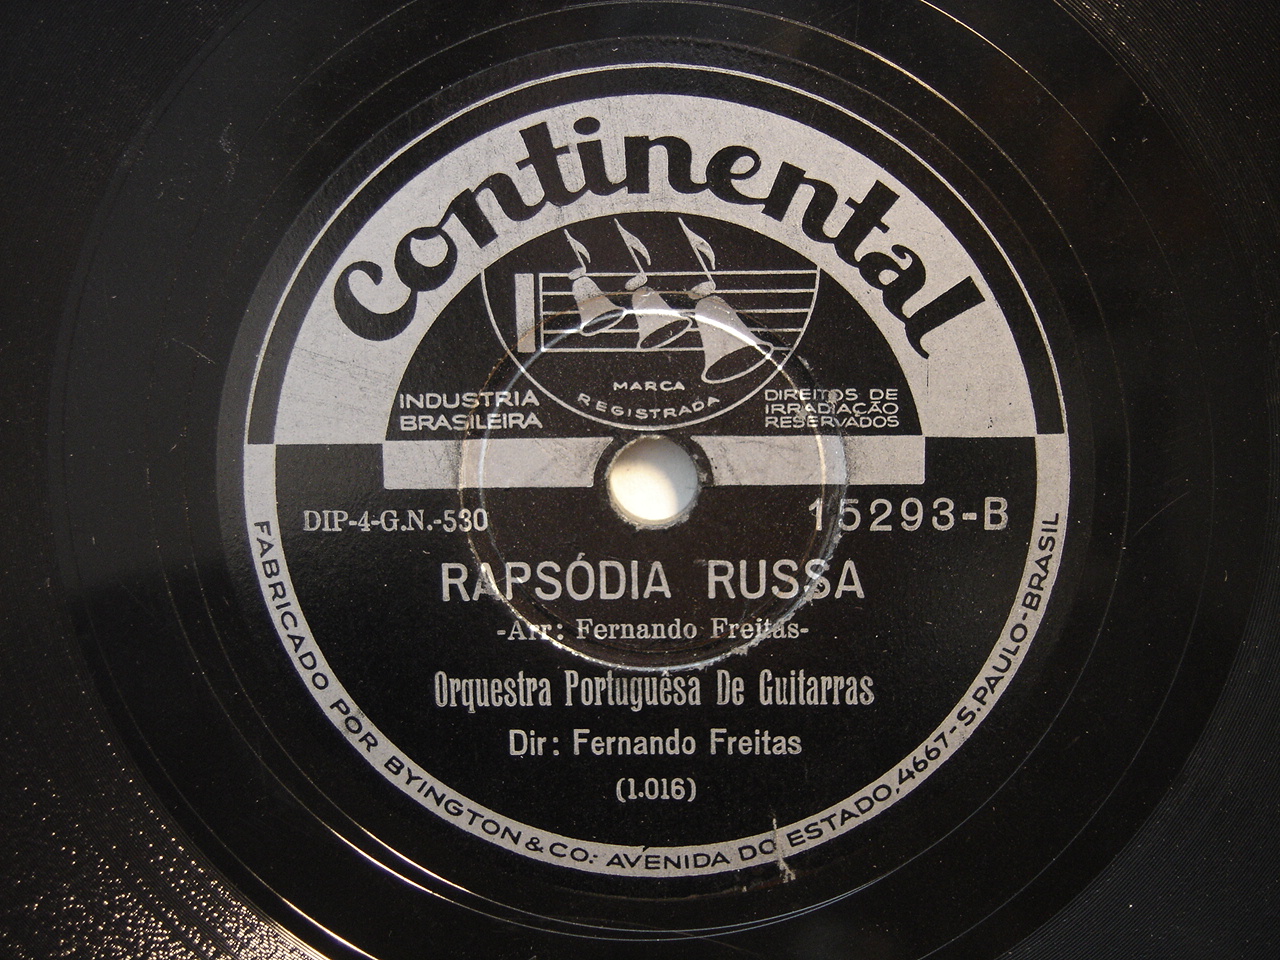 Continental
MARCA
REGISTRADA
INDUSTRIA
BRASILEIRA
DIREITOS DE
IRRADIAÇÃO
RESERVADOS
DIP-4-G.N.-530
15293-B
RAPSÓDIA RUSSA
-Arr: Fernando Freitas-
Orquestra Portuguésa De Guitarras
Dir: Fernando Freitas
(1.016)
FABRICADO POR BYINGTON & CO.: AVENIDA DO ESTADO, 4667-S.PAULO-BRASIL